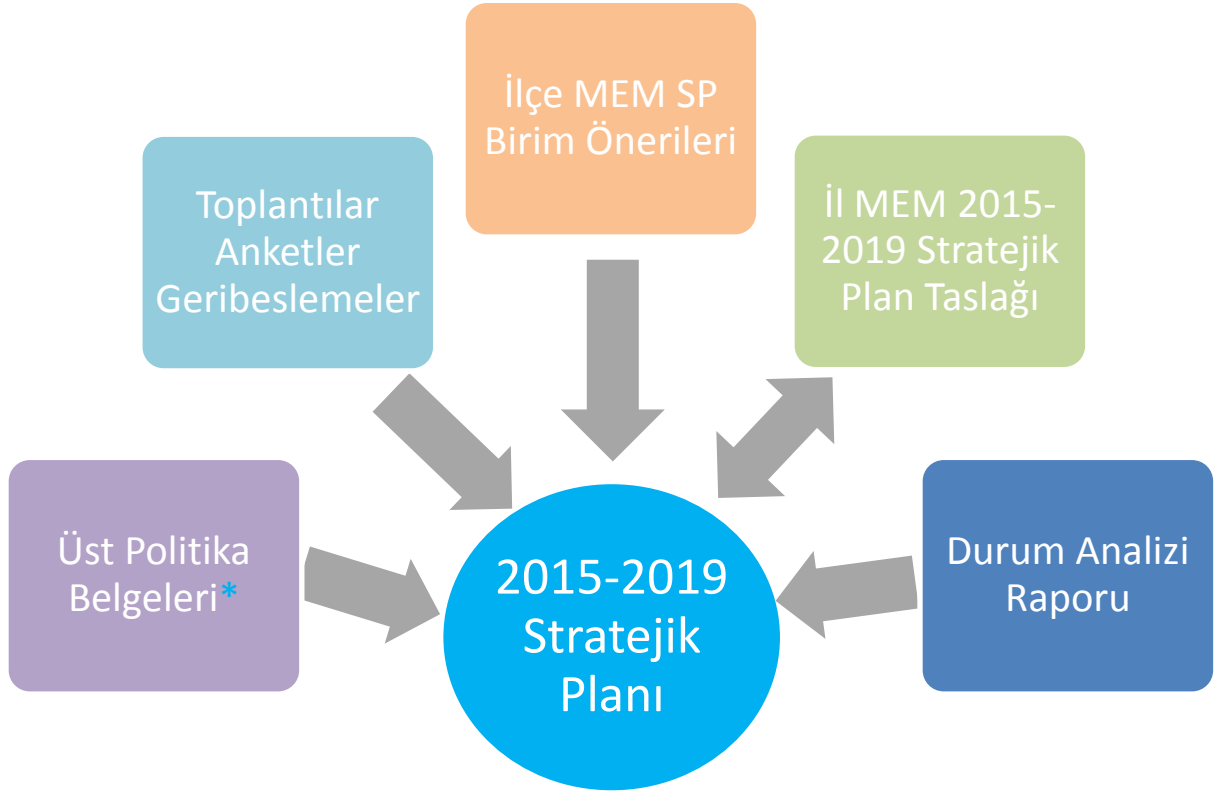 İlçe MEM SP
Birim Önerileri
Toplantılar
Anketler
Geribeslemeler
İl MEM 2015-
2019 Stratejik
Plan Taslağı
Üst Politika
Belgeleri*
2015-2019
Stratejik
Planı
Durum Analizi
Raporu